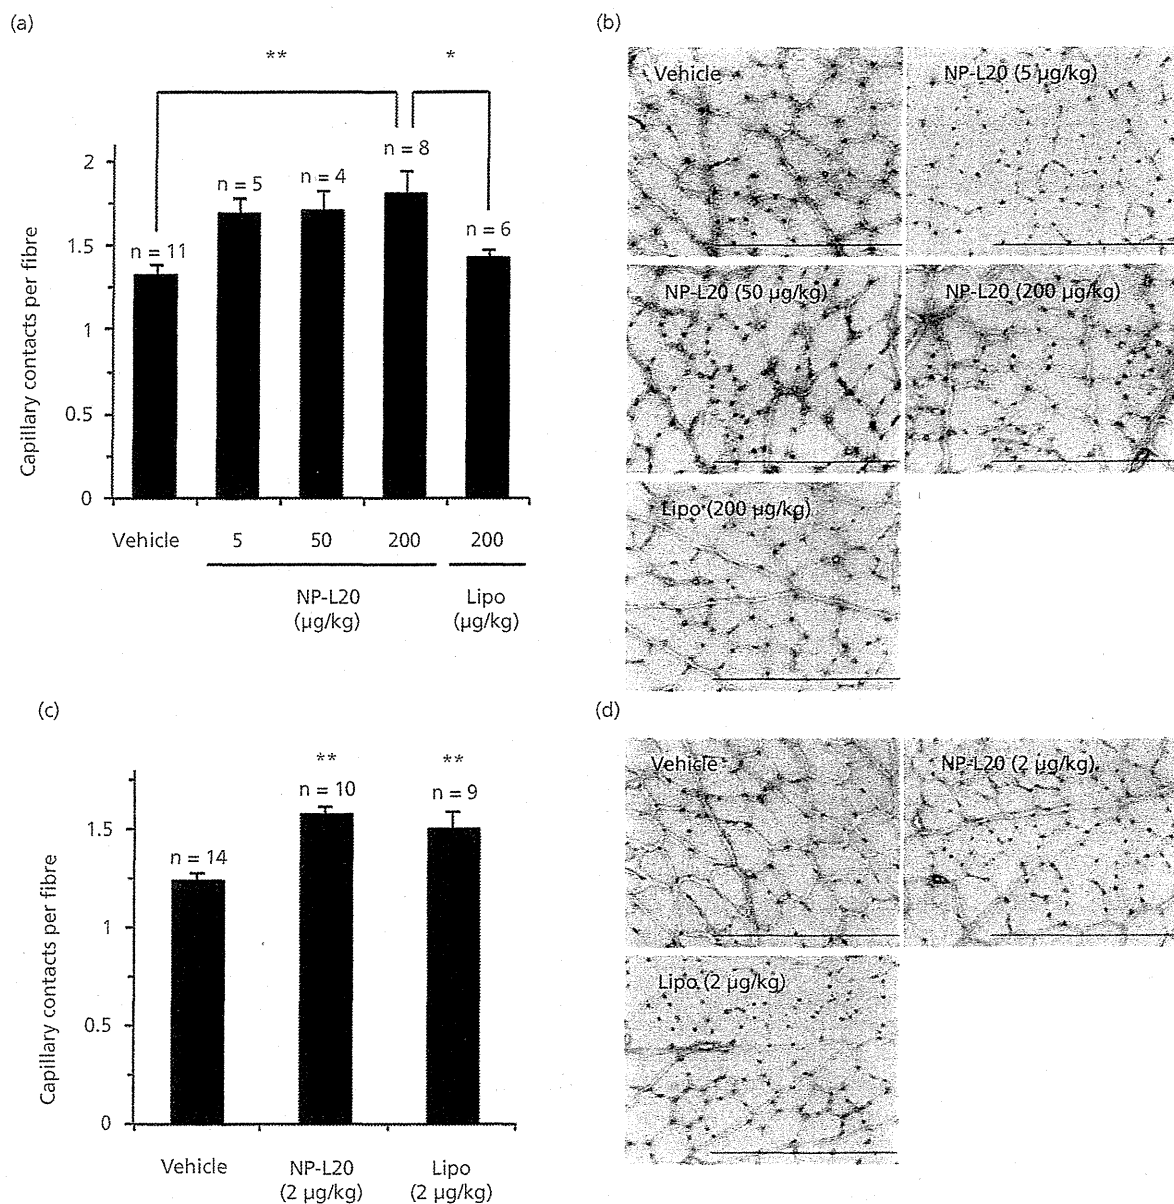 (a)
** *
n = 11
n = 5
n = 4
n = 8
n = 6
Capillary contacts per fibre
2
1.5
1
0.5
0
Vehicle 5 50 200 200
NP-L20
(µg/kg)
Lipo
(µg/kg)
(b)
Vehicle
NP-L20 (5 µg/kg)
NP-L20 (50 µg/kg)
NP-L20 (200 µg/kg)
Lipo (200 µg/kg)
(c)
** **
n = 14
n = 10
n = 9
Capillary contacts per fibre
1.5
1
0.5
0
Vehicle
NP-L20
(2 µg/kg)
Lipo
(2 µg/kg)
(d)
Vehicle
NP-L20 (2 µg/kg)
Lipo (2 µg/kg)